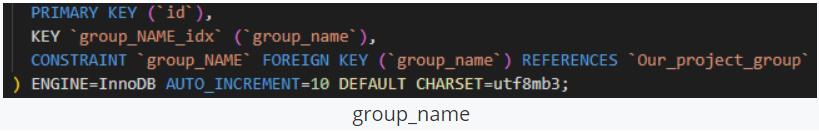 PRIMARY KEY (`id`),
KEY `group_NAME_idx` (`group_name`),
CONSTRAINT `group_NAME` FOREIGN KEY (`group_name`) REFERENCES `Our_project_group`
) ENGINE=InnoDB AUTO_INCREMENT=10 DEFAULT CHARSET=utf8mb3;
group_name